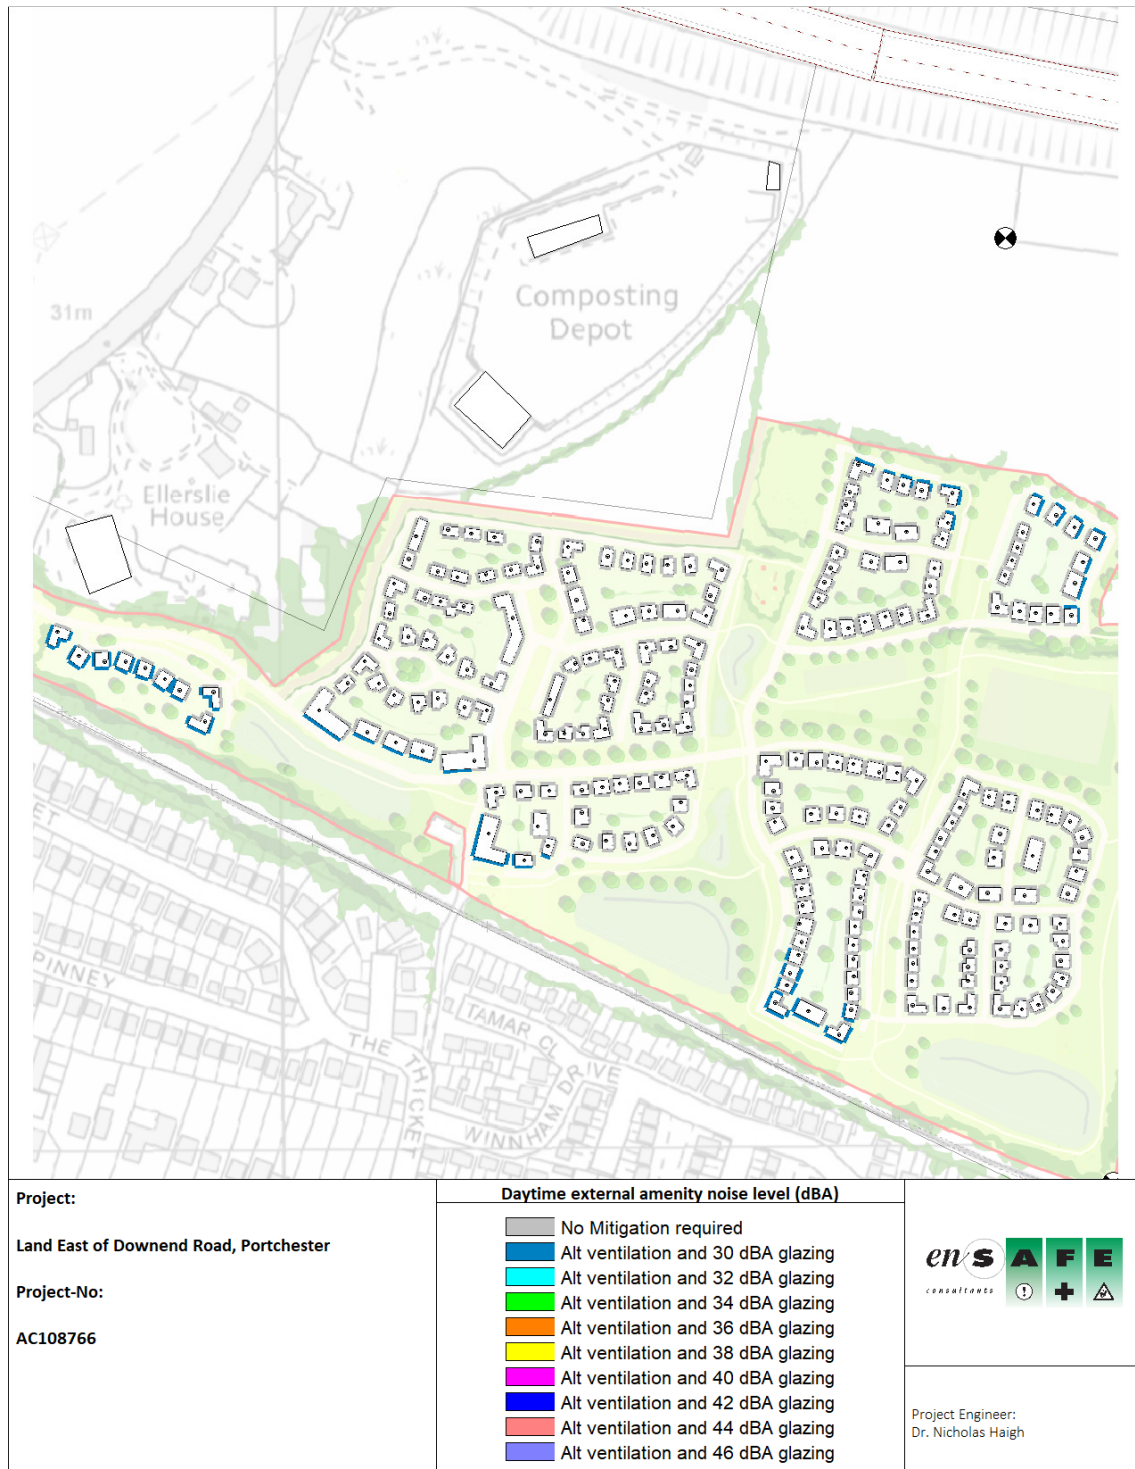 31m
Composting
Depot
Ellerslie
House
ET
PINNEY
THE THICKET
MAR CL
WINNHAM DRIVE
Project:
Land East of Downend Road, Portchester
Project-No:
AC108766
Daytime external amenity noise level (dBA)
No Mitigation required
Alt ventilation and 30 dBA glazing
Alt ventilation and 32 dBA glazing
Alt ventilation and 34 dBA glazing
Alt ventilation and 36 dBA glazing
Alt ventilation and 38 dBA glazing
Alt ventilation and 40 dBA glazing
Alt ventilation and 42 dBA glazing
Alt ventilation and 44 dBA glazing
Alt ventilation and 46 dBA glazing
en S A F E
consultants
Project Engineer:
Dr. Nicholas Haigh